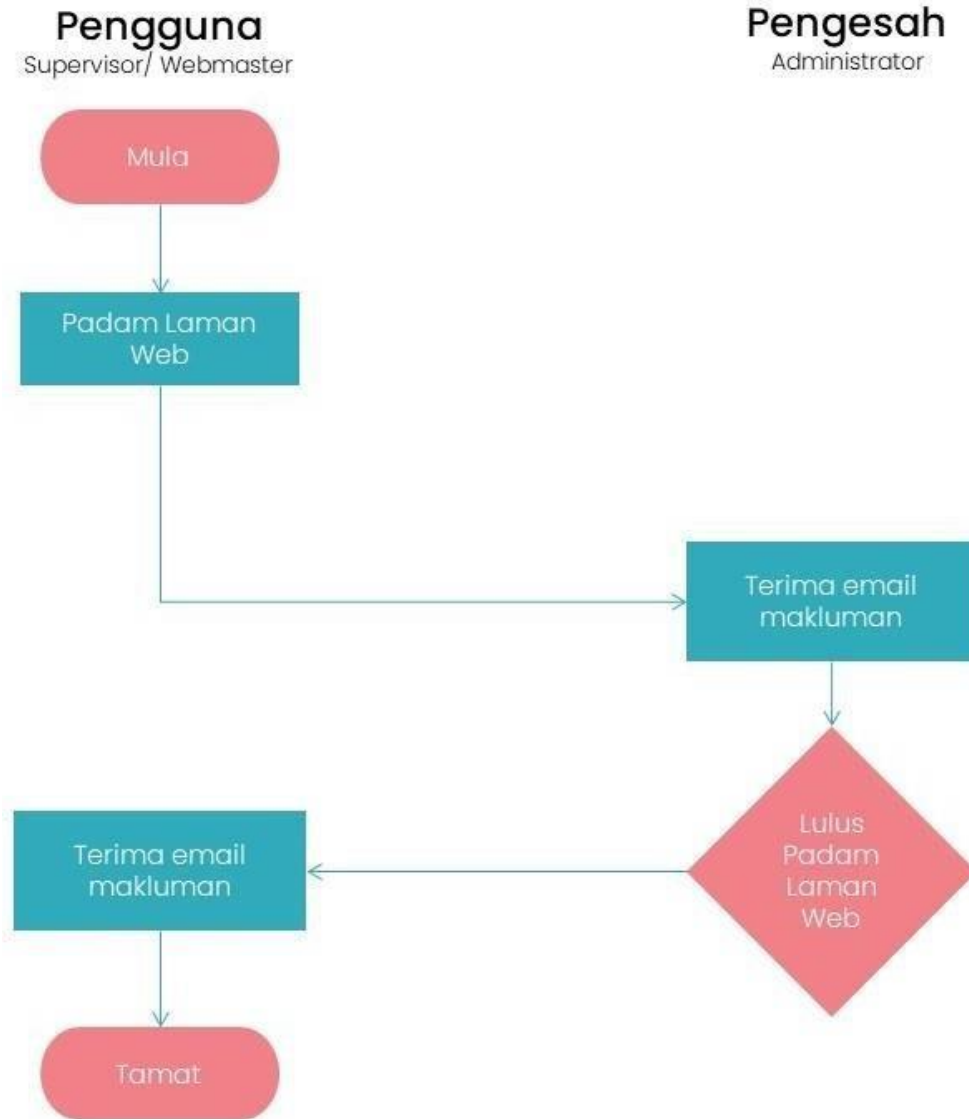 Pengguna
Supervisor/ Webmaster
Pengesah
Administrator
Mula
Padam Laman
Web
Terima email
makluman
Lulus
Padam
Laman
Web
Terima email
makluman
Tamat